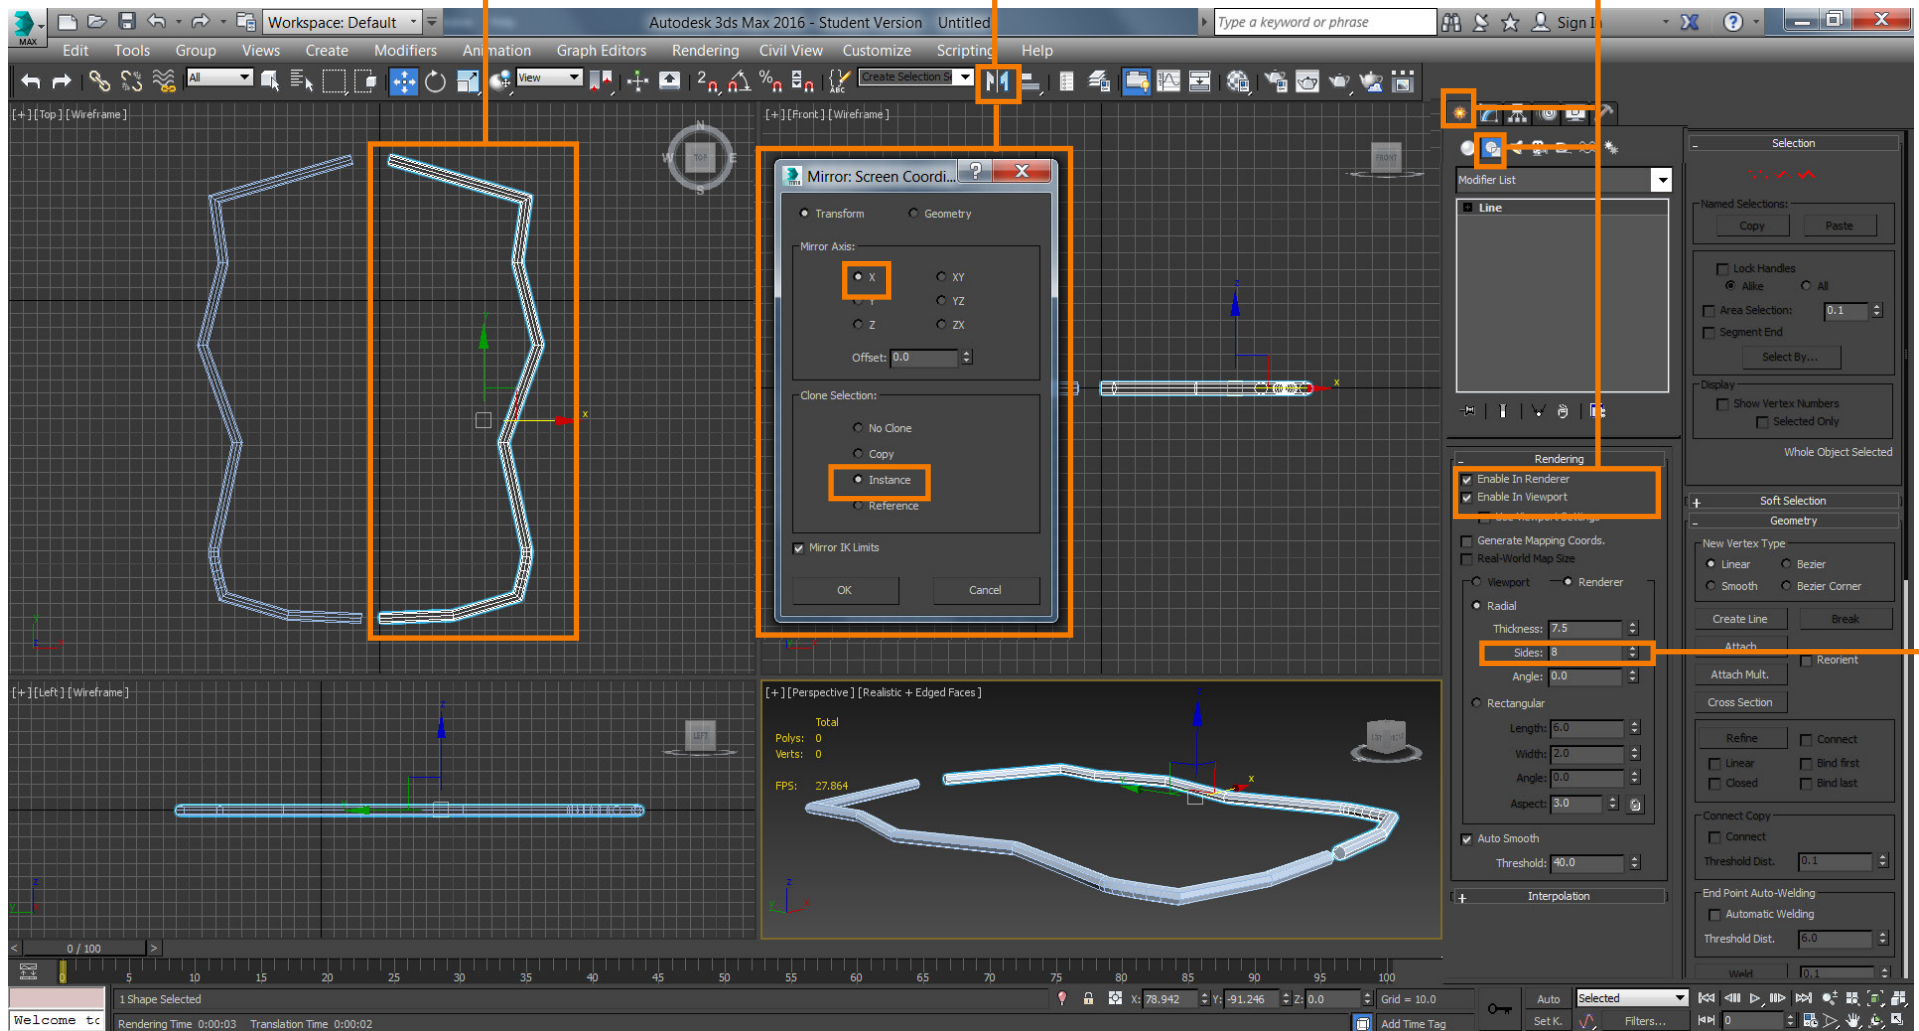 MAX
Workspace: Default
Autodesk 3ds Max 2016 - Student Version Untitled
Type a keyword or phrase
Sign In
Edit Tools Group Views Create Modifiers Animation Graph Editors Rendering Civil View Customize Scripting Help
All
View
Create Selection Se
[+][Top][Wireframe]
N
W TOP E
S
y
x
[+][Front][Wireframe]
FRONT
Mirror: Screen Coordi...
Transform Geometry
Mirror Axis:
X XY
Y YZ
Z ZX
Offset: 0.0
Clone Selection:
No Clone
Copy
Instance
Reference
Mirror IK Limits
OK Cancel
z
x
[+][Left][Wireframe]
LEFT
z
[+][Perspective][Realistic + Edged Faces]
Total
Polys: 0
Verts: 0
FPS: 27.864
x
z
Modifier List
Line
Rendering
Enable In Renderer
Enable In Viewport
Use Viewport Settings
Generate Mapping Coords.
Real-World Map Size
Viewport Renderer
Radial
Thickness: 7.5
Sides: 8
Angle: 0.0
Rectangular
Length: 6.0
Width: 2.0
Angle: 0.0
Aspect: 3.0
Auto Smooth
Threshold: 40.0
Interpolation
Selection
Named Selections:
Copy Paste
Lock Handles
Alike All
Area Selection: 0.1
Segment End
Select By...
Display
Show Vertex Numbers
Selected Only
Whole Object Selected
Soft Selection
Geometry
New Vertex Type
Linear Bezier
Smooth Bezier Corner
Create Line Break
Attach Reorient
Attach Mult.
Cross Section
Refine Connect
Linear Bind first
Closed Bind last
Connect Copy
Connect
Threshold Dist. 0.1
End Point Auto-Welding
Automatic Welding
Threshold Dist. 6.0
Weld 0.1
< 0 / 100 >
0 5 10 15 20 25 30 35 40 45 50 55 60 65 70 75 80 85 90 95 100
1 Shape Selected
X: 78.942 Y: -91.246 Z: 0.0 Grid = 10.0
Auto Selected
Welcome to
Rendering Time 0:00:03 Translation Time 0:00:02
Add Time Tag
Set K. Filters...
0